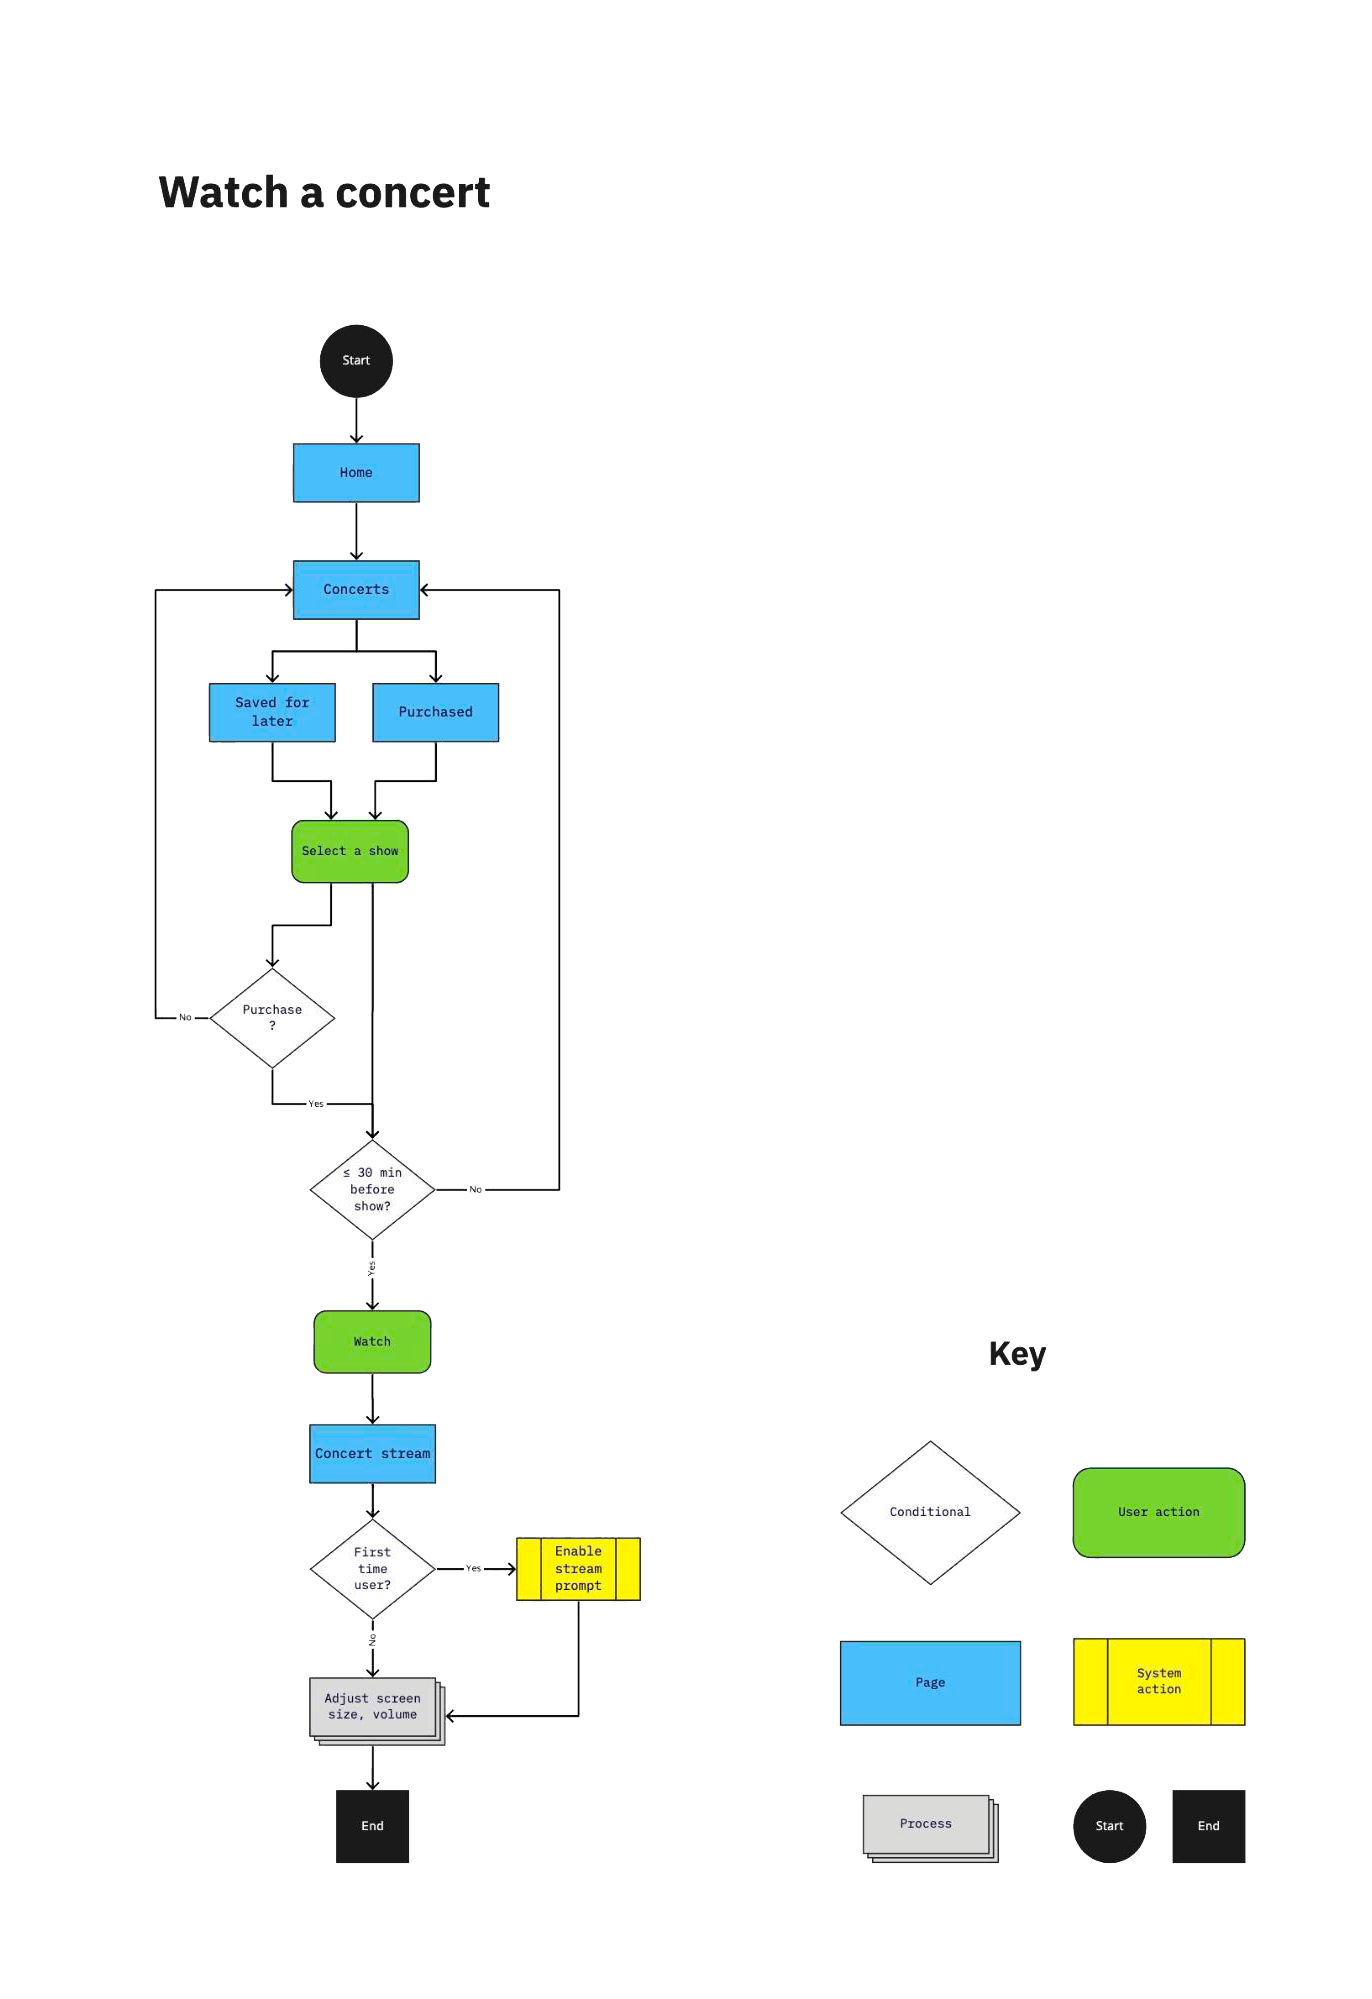 Watch a concert
Start
Home
Concerts
Saved for
later
Purchased
Select a show
Purchase
?
No
Yes
≤ 30 min
before
show?
No
Yes
Watch
Concert stream
First
time
user?
Yes
Enable
stream
prompt
No
Adjust screen
size, volume
End
Key
Conditional
User action
Page
System
action
Process
Start
End